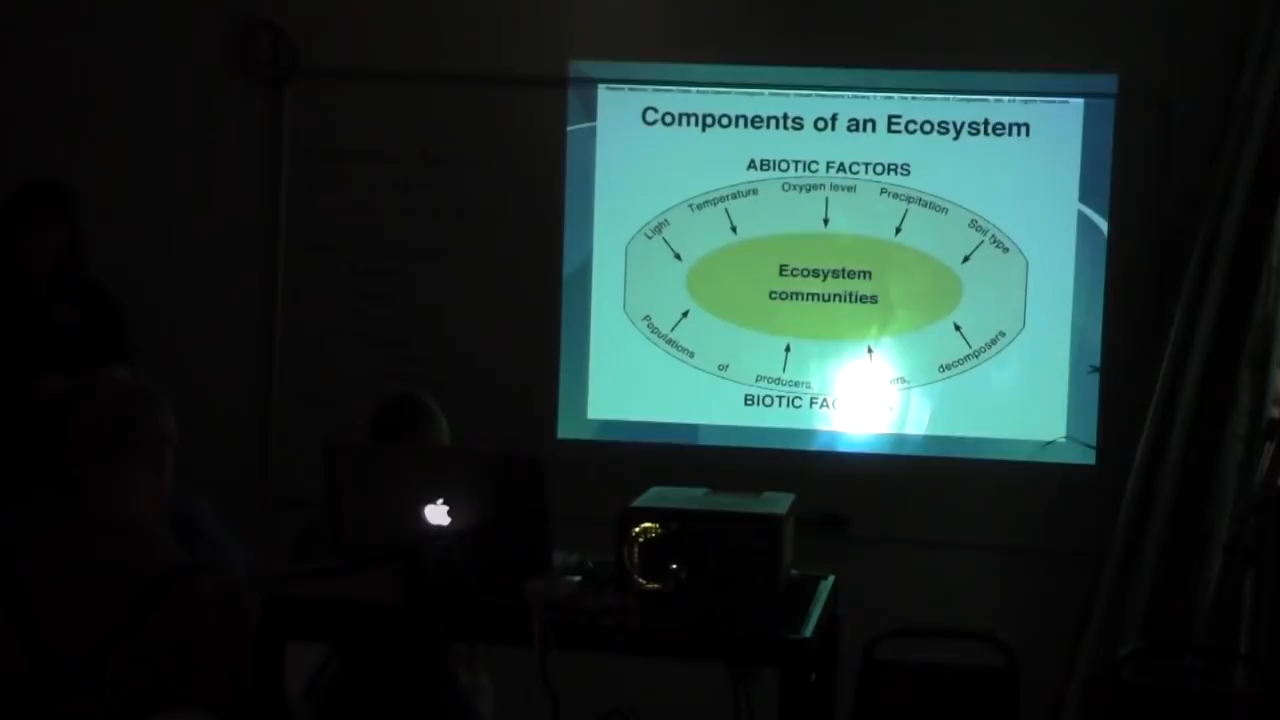 Components of an Ecosystem
ABIOTIC FACTORS
Light Temperature Oxygen level Precipitation Soil type
Ecosystem
communities
Populations of producers, decomposers
BIOTIC